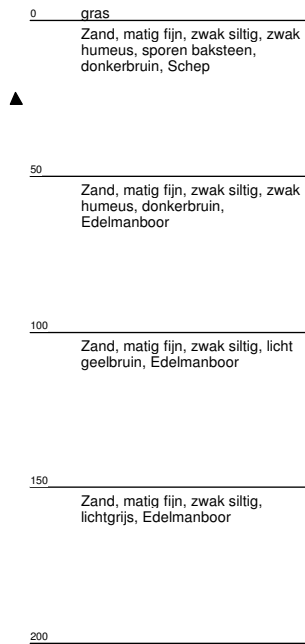 0 gras
Zand, matig fijn, zwak siltig, zwak
humeus, sporen baksteen,
donkerbruin, Schep
50
Zand, matig fijn, zwak siltig, zwak
humeus, donkerbruin,
Edelmanboor
100
Zand, matig fijn, zwak siltig, licht
geelbruin, Edelmanboor
150
Zand, matig fijn, zwak siltig,
lichtgrijs, Edelmanboor
200